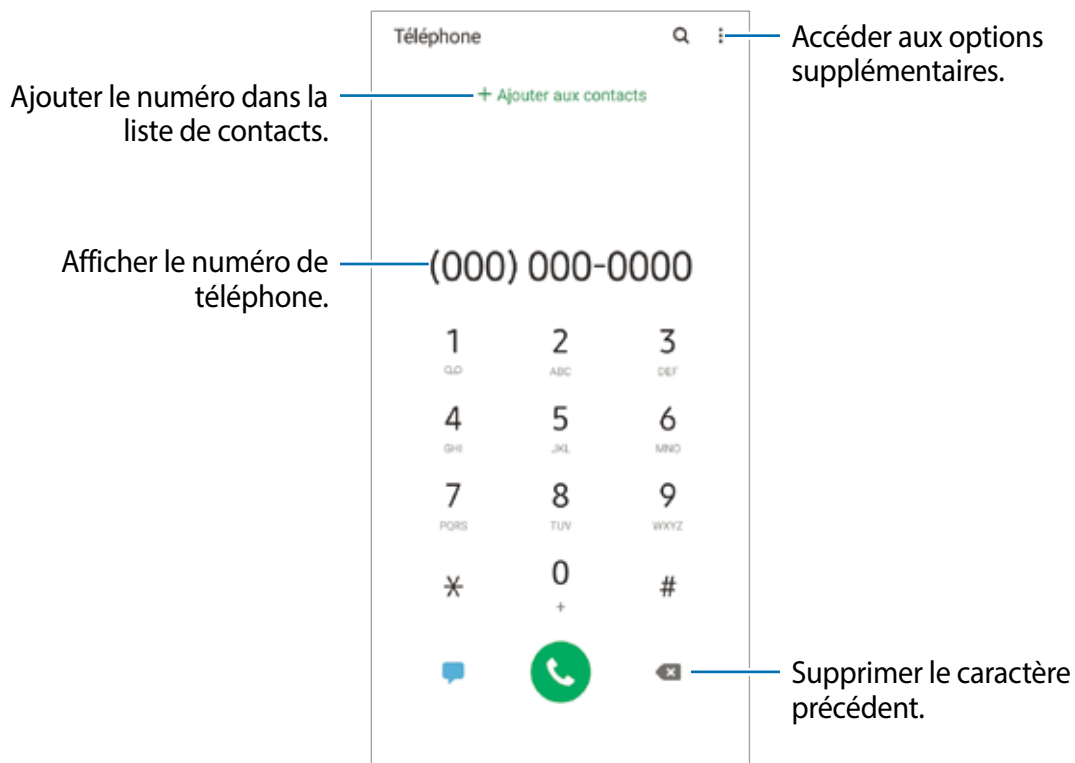 Téléphone
Accéder aux options
supplémentaires.
Ajouter le numéro dans la
liste de contacts.
+ Ajouter aux contacts
Afficher le numéro de
téléphone.
(000) 000-0000
1 2 3
ABC DEF
4 5 6
GHI JKL MNO
7 8 9
PQRS TUV WXYZ
* 0 #
+
Supprimer le caractère
précédent.